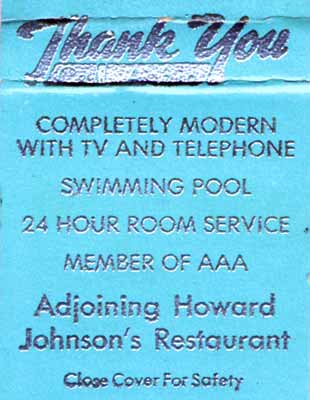 Thank You
COMPLETELY MODERN
WITH TV AND TELEPHONE
SWIMMING POOL
24 HOUR ROOM SERVICE
MEMBER OF AAA
Adjoining Howard
Johnson's Restaurant
Close Cover For Safety